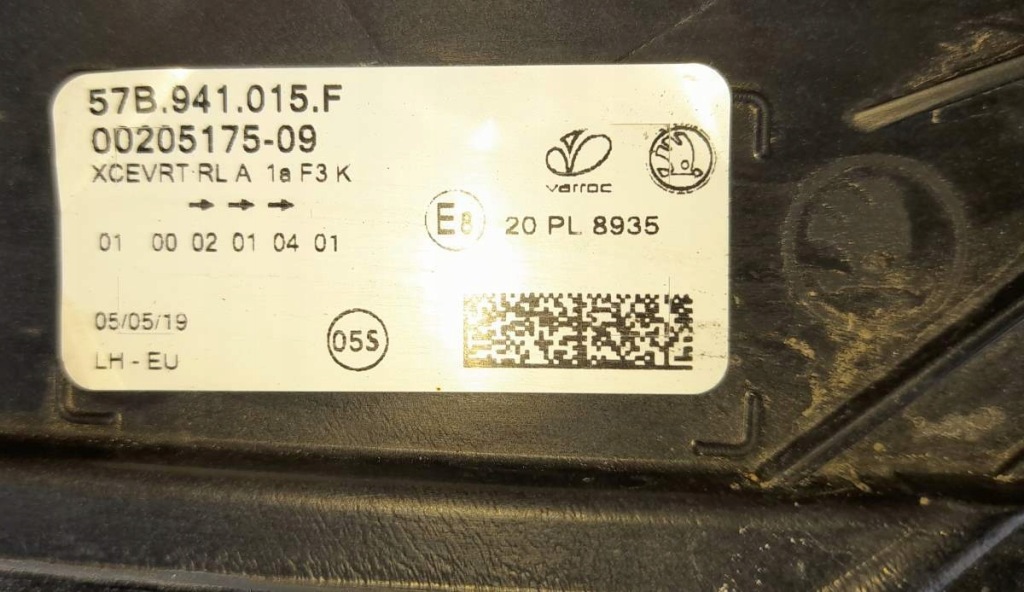 57B.941.015.F
00205175-09
XCEVRT RL A 1a F3 K
varroc
E8 20 PL 8935
01 00 02 01 04 01
05/05/19
05S
LH - EU